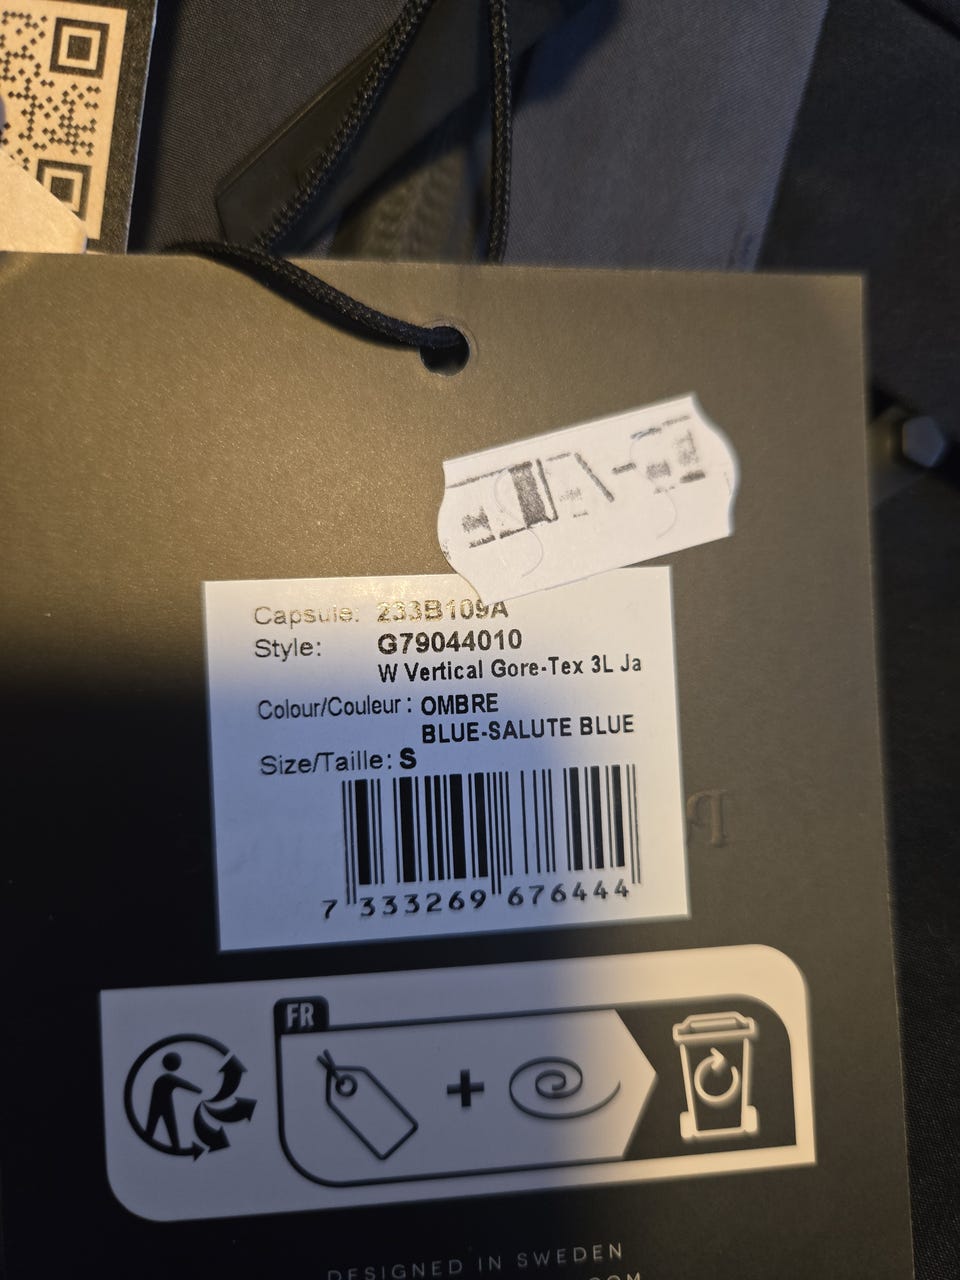 Capsule: 233B109A
Style: G79044010
W Vertical Gore-Tex 3L Ja
Colour/Couleur: OMBRE
BLUE-SALUTE BLUE
Size/Taille: S
7 333269 676444
FR
DESIGNED IN SWEDEN